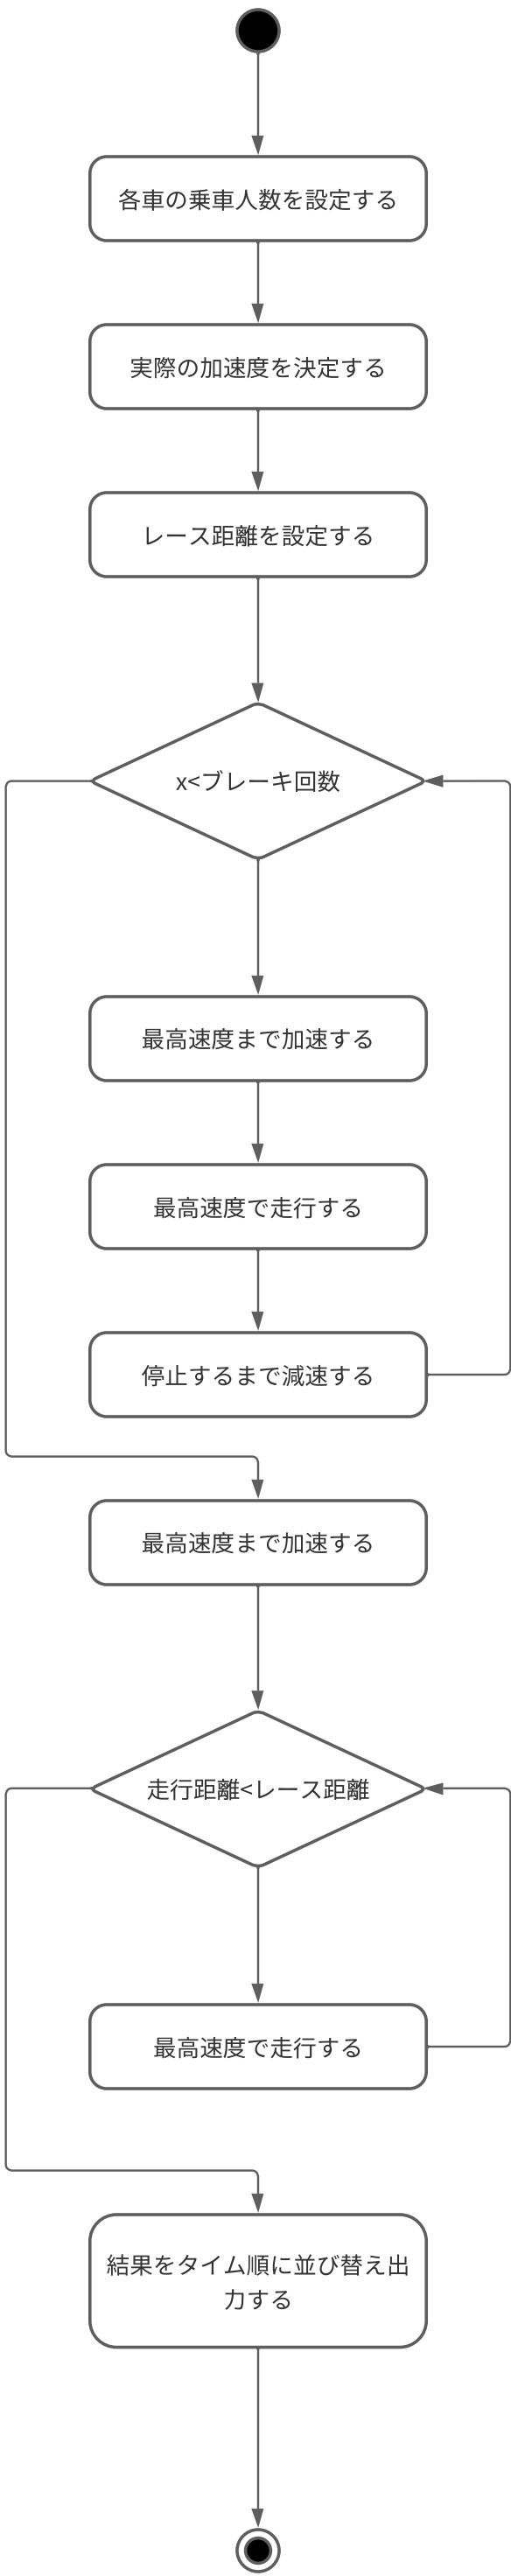 各車の乗車人数を設定する
実際の加速度を決定する
レース距離を設定する
x<ブレーキ回数
最高速度まで加速する
最高速度で走行する
停止するまで減速する
最高速度まで加速する
走行距離<レース距離
最高速度で走行する
結果をタイム順に並び替え出
力する